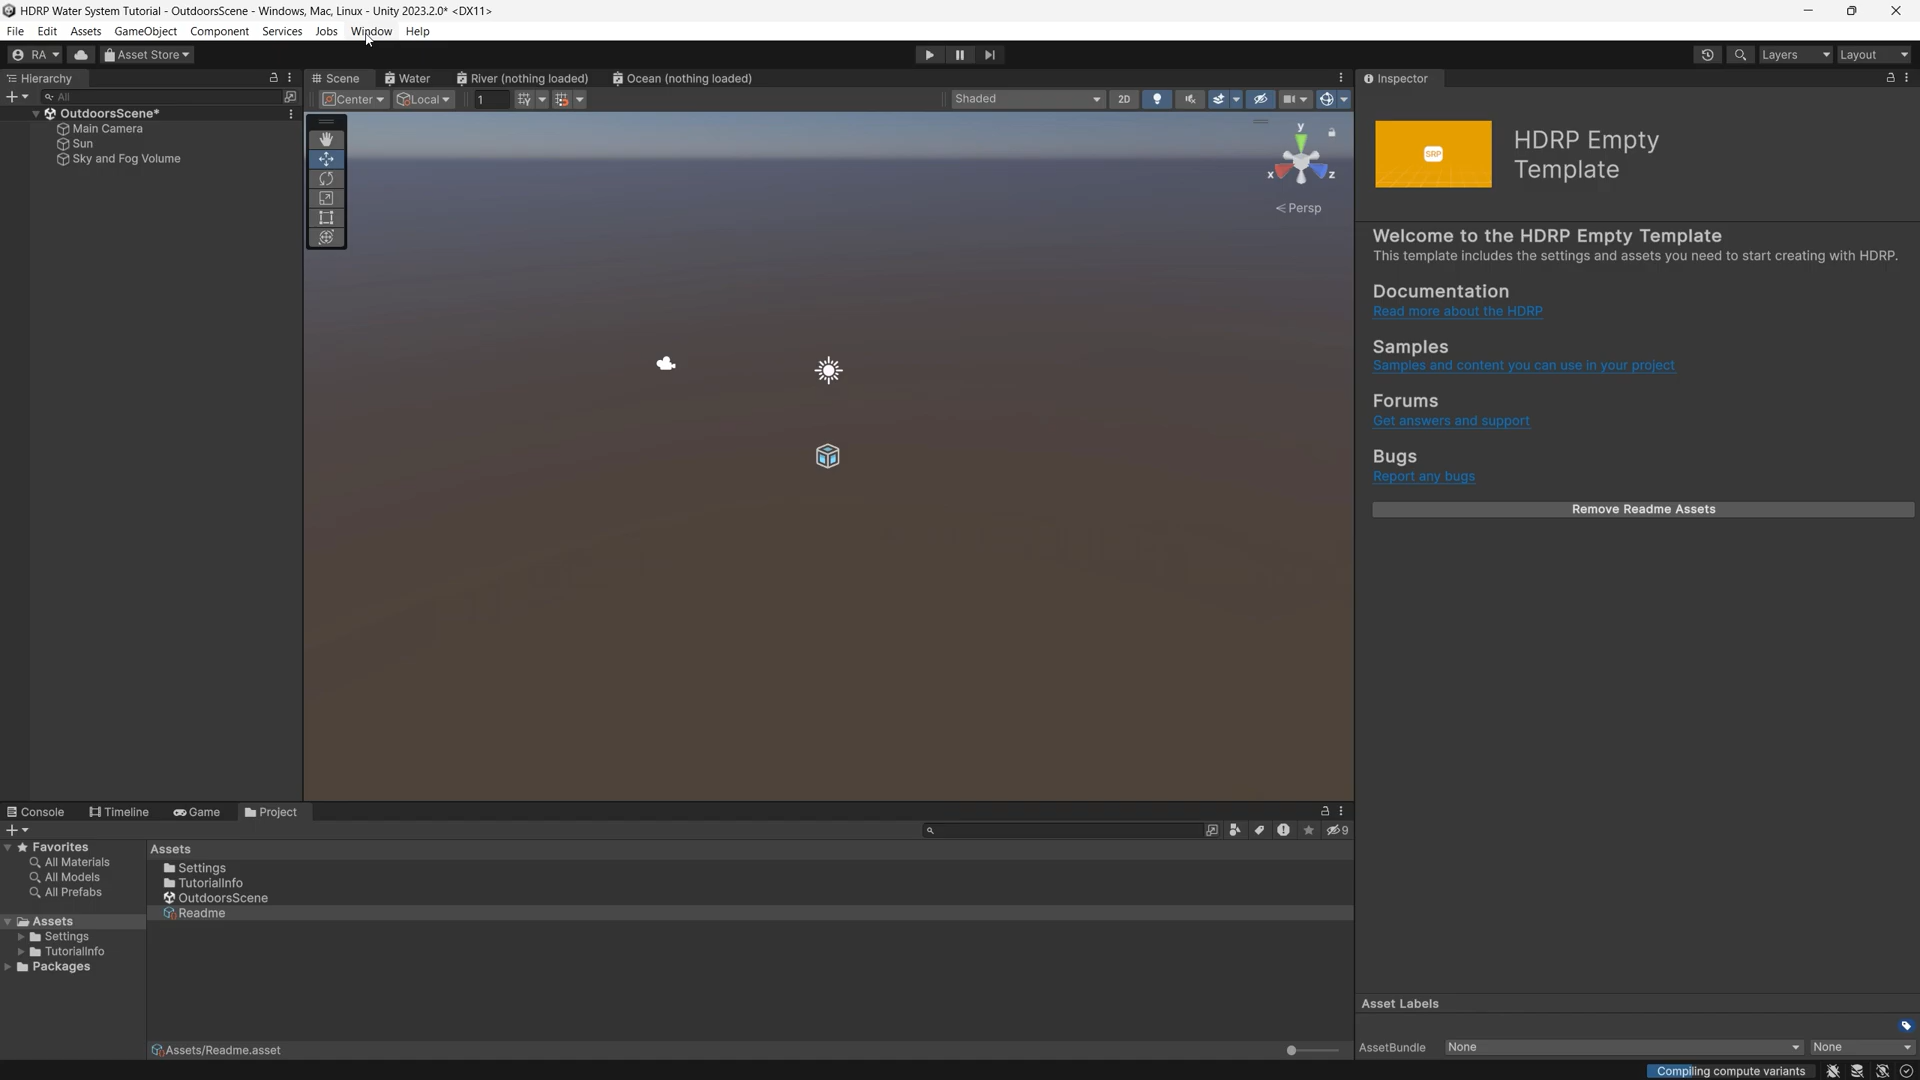 HDRP Water System Tutorial - OutdoorsScene - Windows, Mac, Linux - Unity 2023.2.0* <DX11>
File Edit Assets GameObject Component Services Jobs Window Help
RA Asset Store Layers Layout
Hierarchy Scene Water River (nothing loaded) Ocean (nothing loaded) Inspector
All Center Local 1 Shaded 2D
OutdoorsScene*
Main Camera
Sun
Sky and Fog Volume
y
x z
Persp
SRP
HDRP Empty
Template
Welcome to the HDRP Empty Template
This template includes the settings and assets you need to start creating with HDRP.
Documentation
Read more about the HDRP
Samples
Samples and content you can use in your project
Forums
Get answers and support
Bugs
Report any bugs
Remove Readme Assets
Console Timeline Game Project
9
Favorites
All Materials
All Models
All Prefabs
Assets
Settings
TutorialInfo
Packages
Assets
Settings
TutorialInfo
OutdoorsScene
Readme
Assets/Readme.asset
Asset Labels
AssetBundle None None
Compiling compute variants